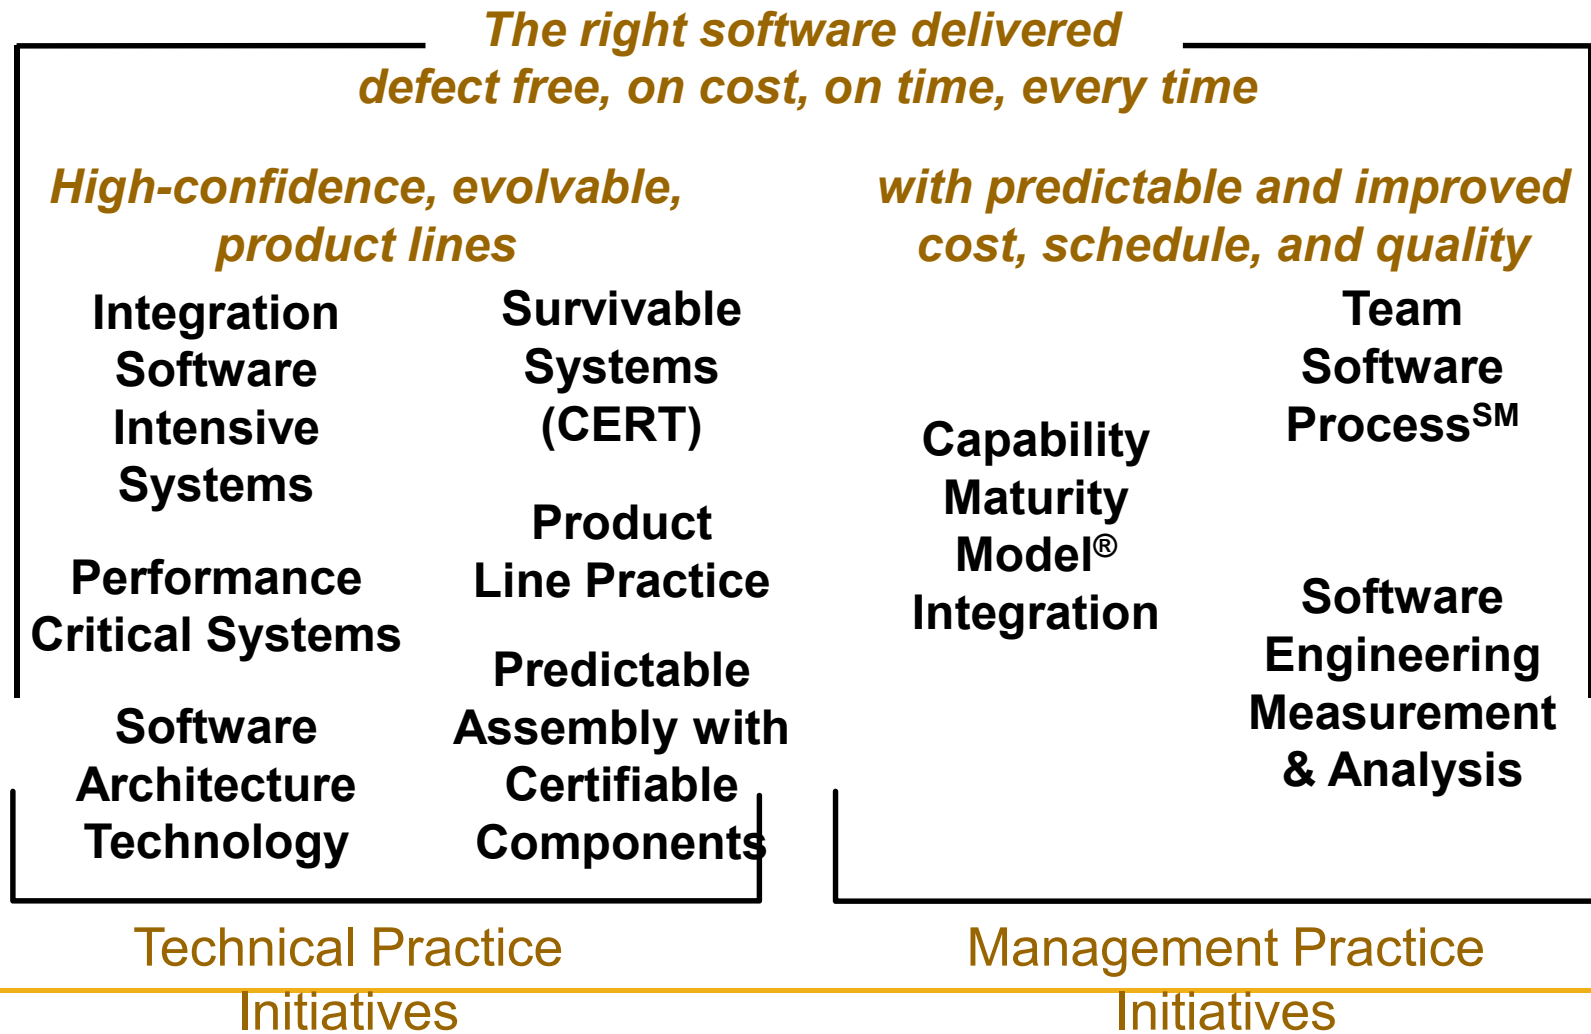 The right software delivered
defect free, on cost, on time, every time
High-confidence, evolvable,
product lines
with predictable and improved
cost, schedule, and quality
Integration
Software
Intensive
Systems
Performance
Critical Systems
Software
Architecture
Technology
Survivable
Systems
(CERT)
Product
Line Practice
Predictable
Assembly with
Certifiable
Components
Capability
Maturity
Model®
Integration
Team
Software
Process℠
Software
Engineering
Measurement
& Analysis
Technical Practice
Initiatives
Management Practice
Initiatives